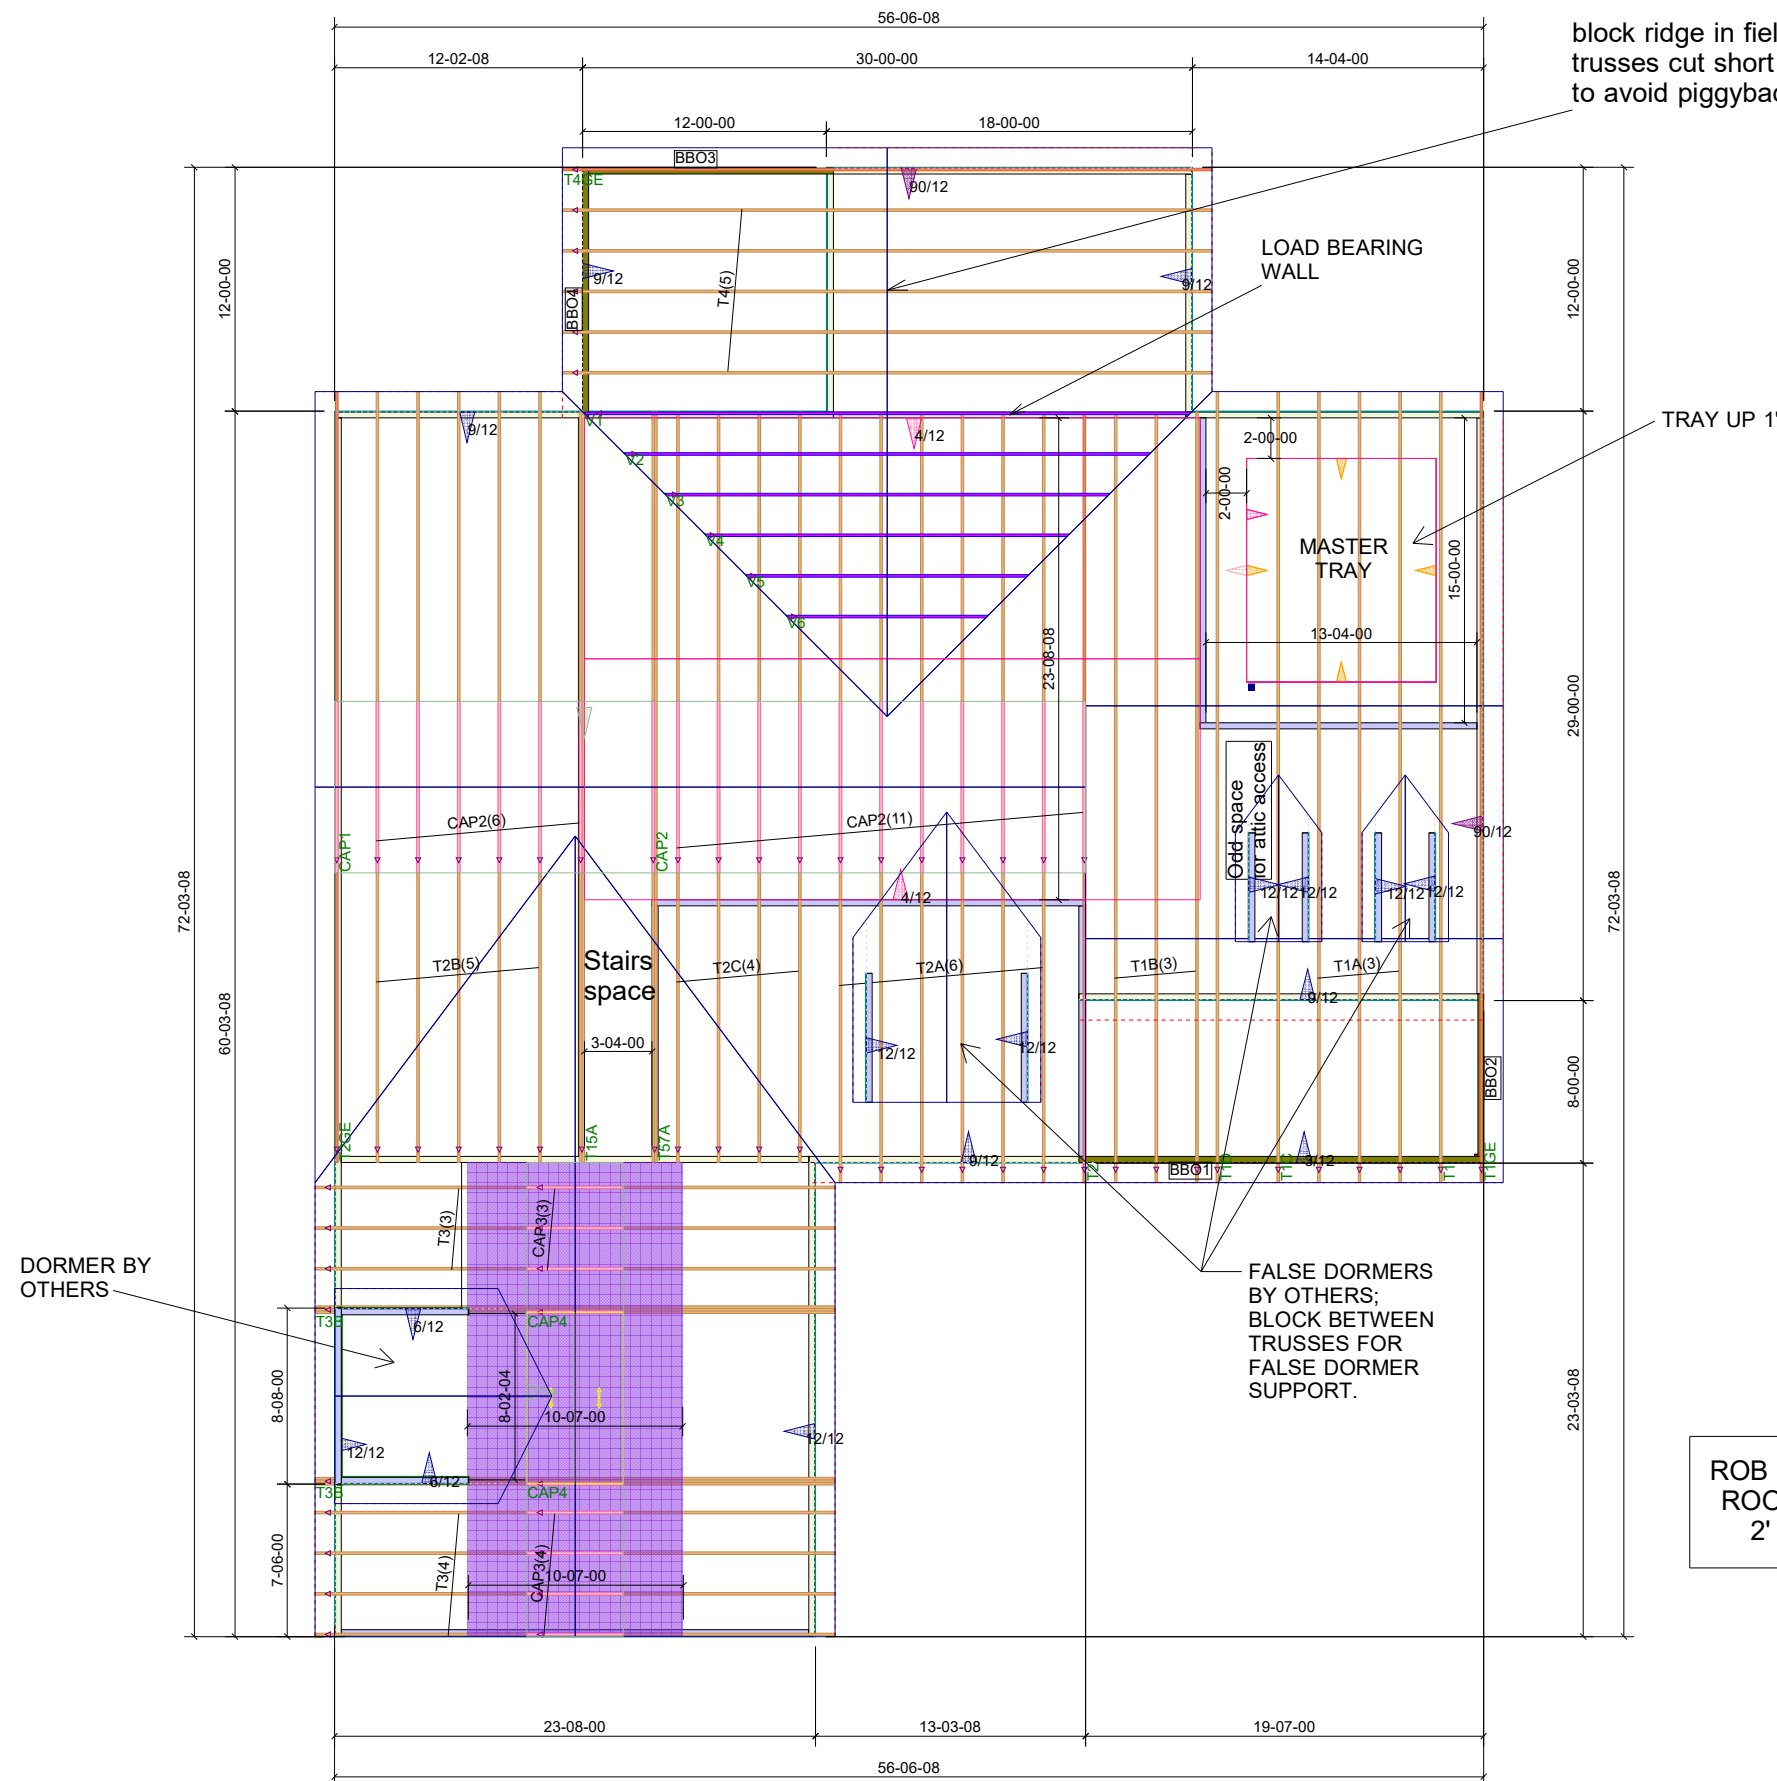 56-06-08
12-02-08
30-00-00
14-04-00
block ridge in fiel
trusses cut short
to avoid piggybac
12-00-00
18-00-00
BBO3
T4GE
90/12
LOAD BEARING
WALL
12-00-00
9/12
BBO4
T4(5)
9/12
12-00-00
9/12
V1
4/12
2-00-00
TRAY UP 1'
V2
V3
2-00-00
V4
MASTER
TRAY
V5
15-00-00
V6
13-04-00
23-08-08
29-00-00
Odd space
for attic access
CAP1
CAP2(6)
CAP2
CAP2(11)
90/12
72-03-08
60-03-08
4/12
12/12
12/12
12/12
12/12
72-03-08
Stairs
space
T2B(5)
T2C(4)
T2A(6)
T1B(3)
T1A(3)
9/12
3-04-00
12/12
12/12
BBO2
8-00-00
T2GE
T15A
T57A
9/12
T2
BBO1
T1D
T1C
3/12
T1
T1GE
T3(3)
CAP3(3)
DORMER BY
OTHERS
FALSE DORMERS
BY OTHERS;
BLOCK BETWEEN
TRUSSES FOR
FALSE DORMER
SUPPORT.
T3B
6/12
CAP4
8-08-00
8-02-04
10-07-00
12/12
12/12
6/12
T3B
CAP4
23-03-08
7-06-00
T3(4)
CAP3(4)
10-07-00
ROB
ROO
2'
23-08-00
13-03-08
19-07-00
56-06-08